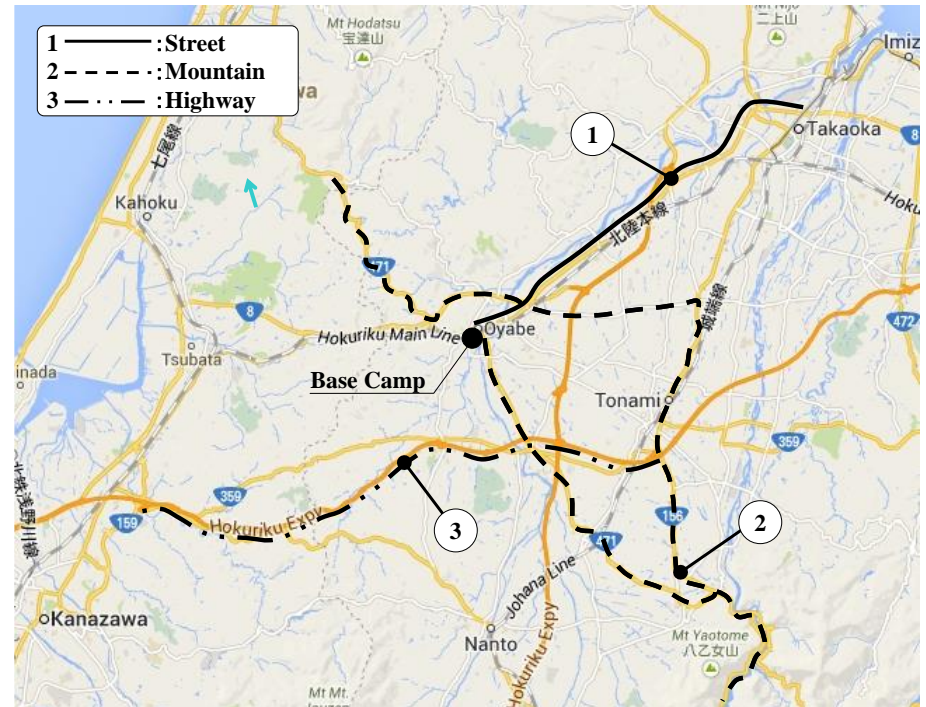 1 :Street
2 :Mountain
3 :Highway
Mt Hodatsu
宝達山
二上山
Imiz
Takaoka
8
1
七尾線
Kahoku
北陸本線
71
8
城端線
472
Hokuriku Main Line
Oyabe
Tsubata
inada
Base Camp
Tonami
359
359
159
Hokuriku Expy
3
156
2
471
Johana Line
Kanazawa
Nanto
Hokuriku Expy
Mt Yaotome
八乙女山
Mt Mt.